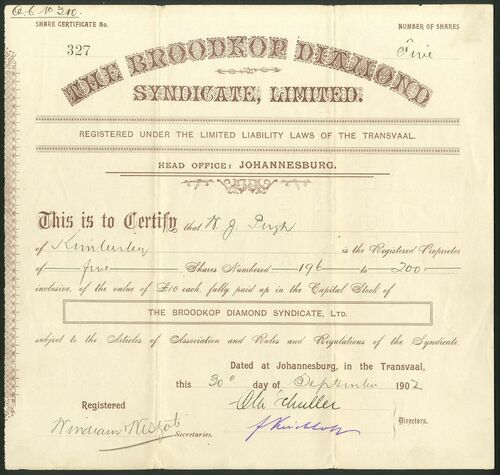 SHARE CERTIFICATE No.
NUMBER OF SHARES
327
Five
THE BROODKOP DIAMOND
SYNDICATE, LIMITED.
REGISTERED UNDER THE LIMITED LIABILITY LAWS OF THE TRANSVAAL.
HEAD OFFICE: JOHANNESBURG.
This is to Certify that W. J. Pugh
of Kimberley is the Registered Proprietor
of five Shares Numbered 196 to 200
inclusive, of the value of £10 each, fully paid up in the Capital Stock of
THE BROODKOP DIAMOND SYNDICATE, LTD.
subject to the Articles of Association and Rules and Regulations of the Syndicate.
Dated at Johannesburg, in the Transvaal,
this 30 day of September 1902
Registered
Secretaries.
Directors.